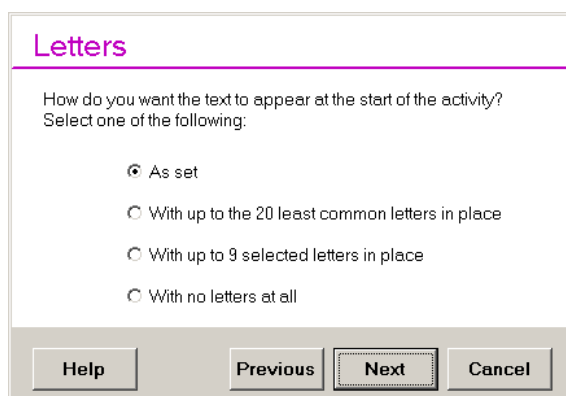 Letters
How do you want the text to appear at the start of the activity?
Select one of the following:
As set
With up to the 20 least common letters in place
With up to 9 selected letters in place
With no letters at all
Help Previous Next Cancel